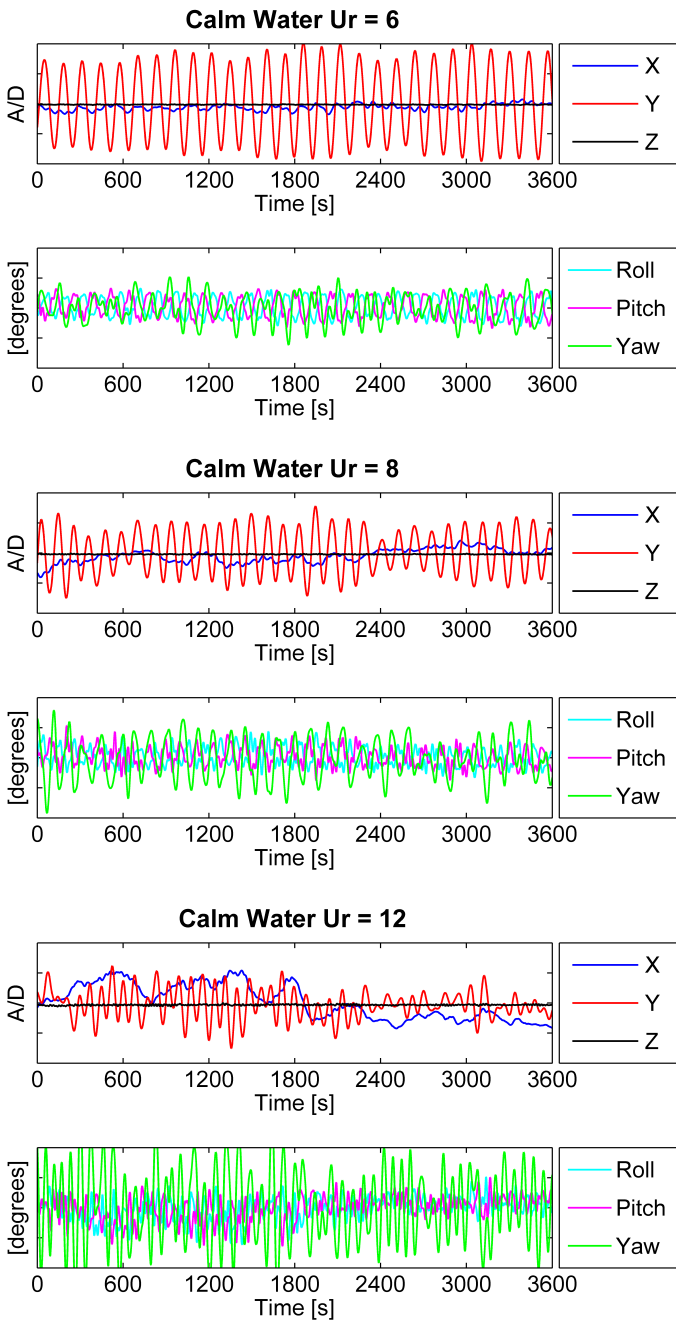 Calm Water Ur = 6
A/D
X
Y
Z
0 600 1200 1800 2400 3000 3600
Time [s]
[degrees]
Roll
Pitch
Yaw
0 600 1200 1800 2400 3000 3600
Time [s]
Calm Water Ur = 8
A/D
X
Y
Z
0 600 1200 1800 2400 3000 3600
Time [s]
[degrees]
Roll
Pitch
Yaw
0 600 1200 1800 2400 3000 3600
Time [s]
Calm Water Ur = 12
A/D
X
Y
Z
0 600 1200 1800 2400 3000 3600
Time [s]
[degrees]
Roll
Pitch
Yaw
0 600 1200 1800 2400 3000 3600
Time [s]